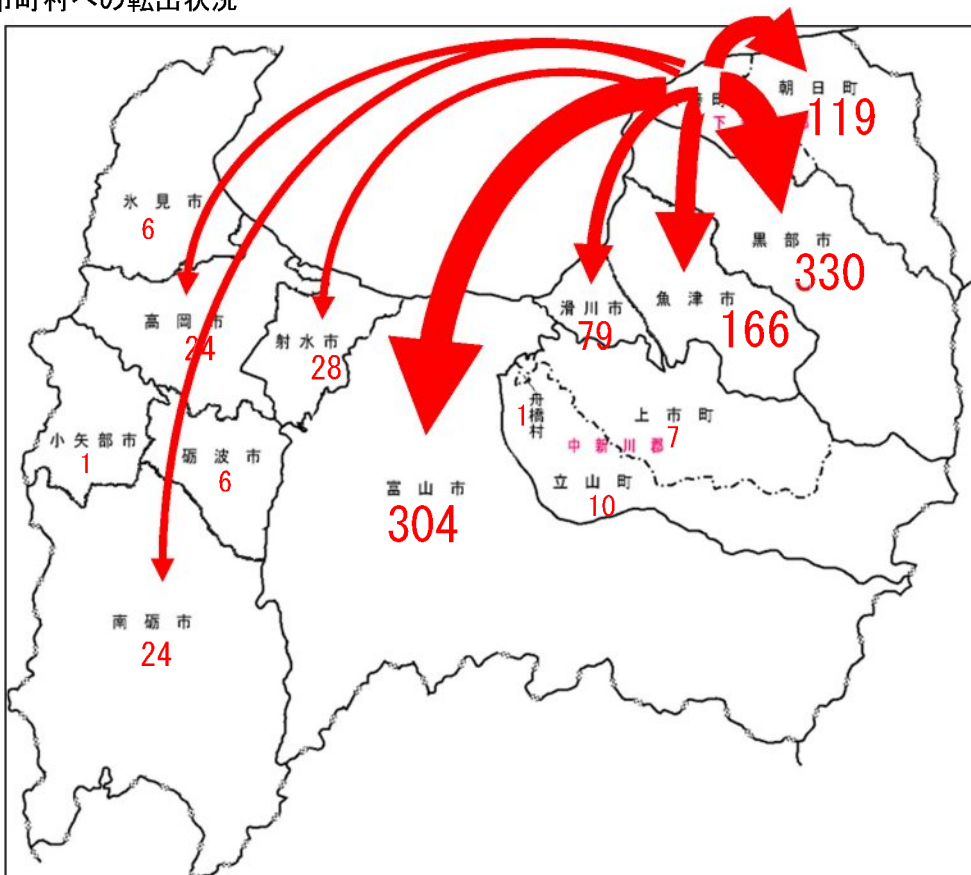 市町村への転出状況
朝日町
119
町
下
氷見市
6
黒部市
330
魚津市
166
滑川市
79
高岡市
24
射水市
28
舟橋村
1
上市町
7
中新川郡
立山町
10
小矢部市
1
砺波市
6
富山市
304
南砺市
24